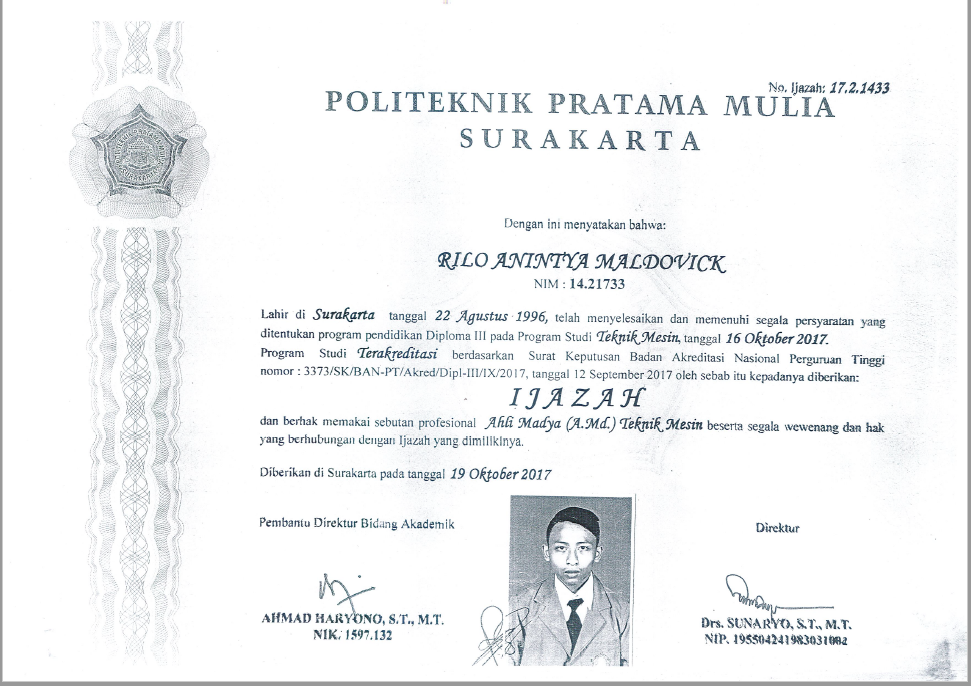 No. Ijazah: 17.2.1433
POLITEKNIK PRATAMA MULIA
SURAKARTA
Dengan ini menyatakan bahwa:
RILO ANINTYA MALDOVICK
NIM : 14.21733
Lahir di Surakarta tanggal 22 Agustus 1996, telah menyelesaikan dan memenuhi segala persyaratan yang
ditentukan program pendidikan Diploma III pada Program Studi Teknik Mesin, tanggal 16 Oktober 2017.
Program Studi Terakreditasi berdasarkan Surat Keputusan Badan Akreditasi Nasional Perguruan Tinggi
nomor : 3373/SK/BAN-PT/Akred/Dipl-III/IX/2017, tanggal 12 September 2017 oleh sebab itu kepadanya diberikan:
IJAZAH
dan berhak memakai sebutan profesional Ahli Madya (A.Md.) Teknik Mesin beserta segala wewenang dan hak
yang berhubungan dengan Ijazah yang dimilikinya.
Diberikan di Surakarta pada tanggal 19 Oktober 2017
Pembantu Direktur Bidang Akademik
Direktur
AHMAD HARYONO, S.T., M.T.
NIK. 1597.132
Drs. SUNARYO, S.T., M.T.
NIP. 195504241983031002